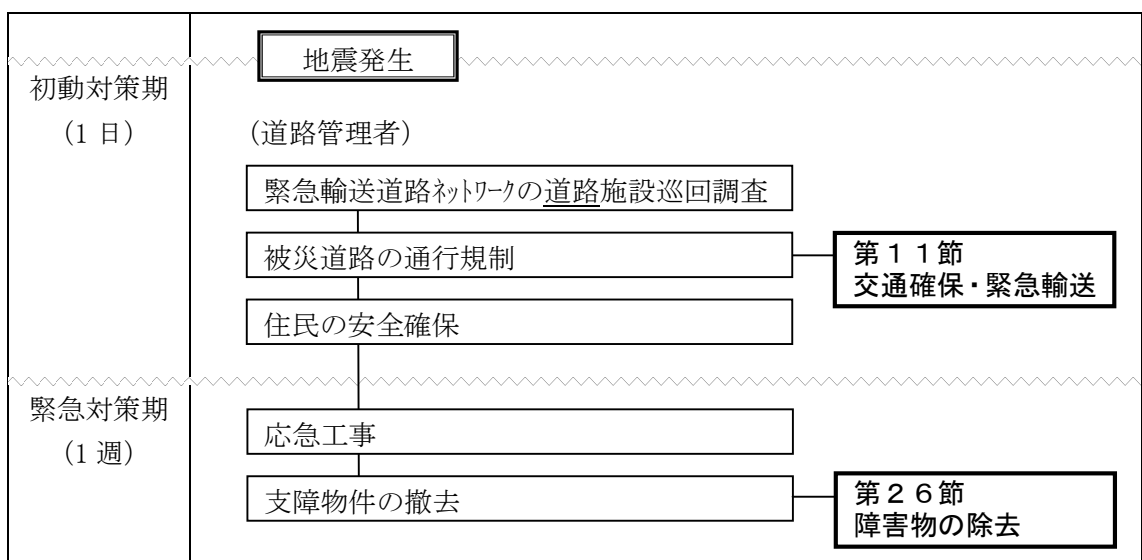 地震発生
初動対策期
(1 日)
(道路管理者)
緊急輸送道路ﾈｯﾄﾜｰｸの道路施設巡回調査
被災道路の通行規制
第11節
交通確保・緊急輸送
住民の安全確保
緊急対策期
(1 週)
応急工事
支障物件の撤去
第26節
障害物の除去